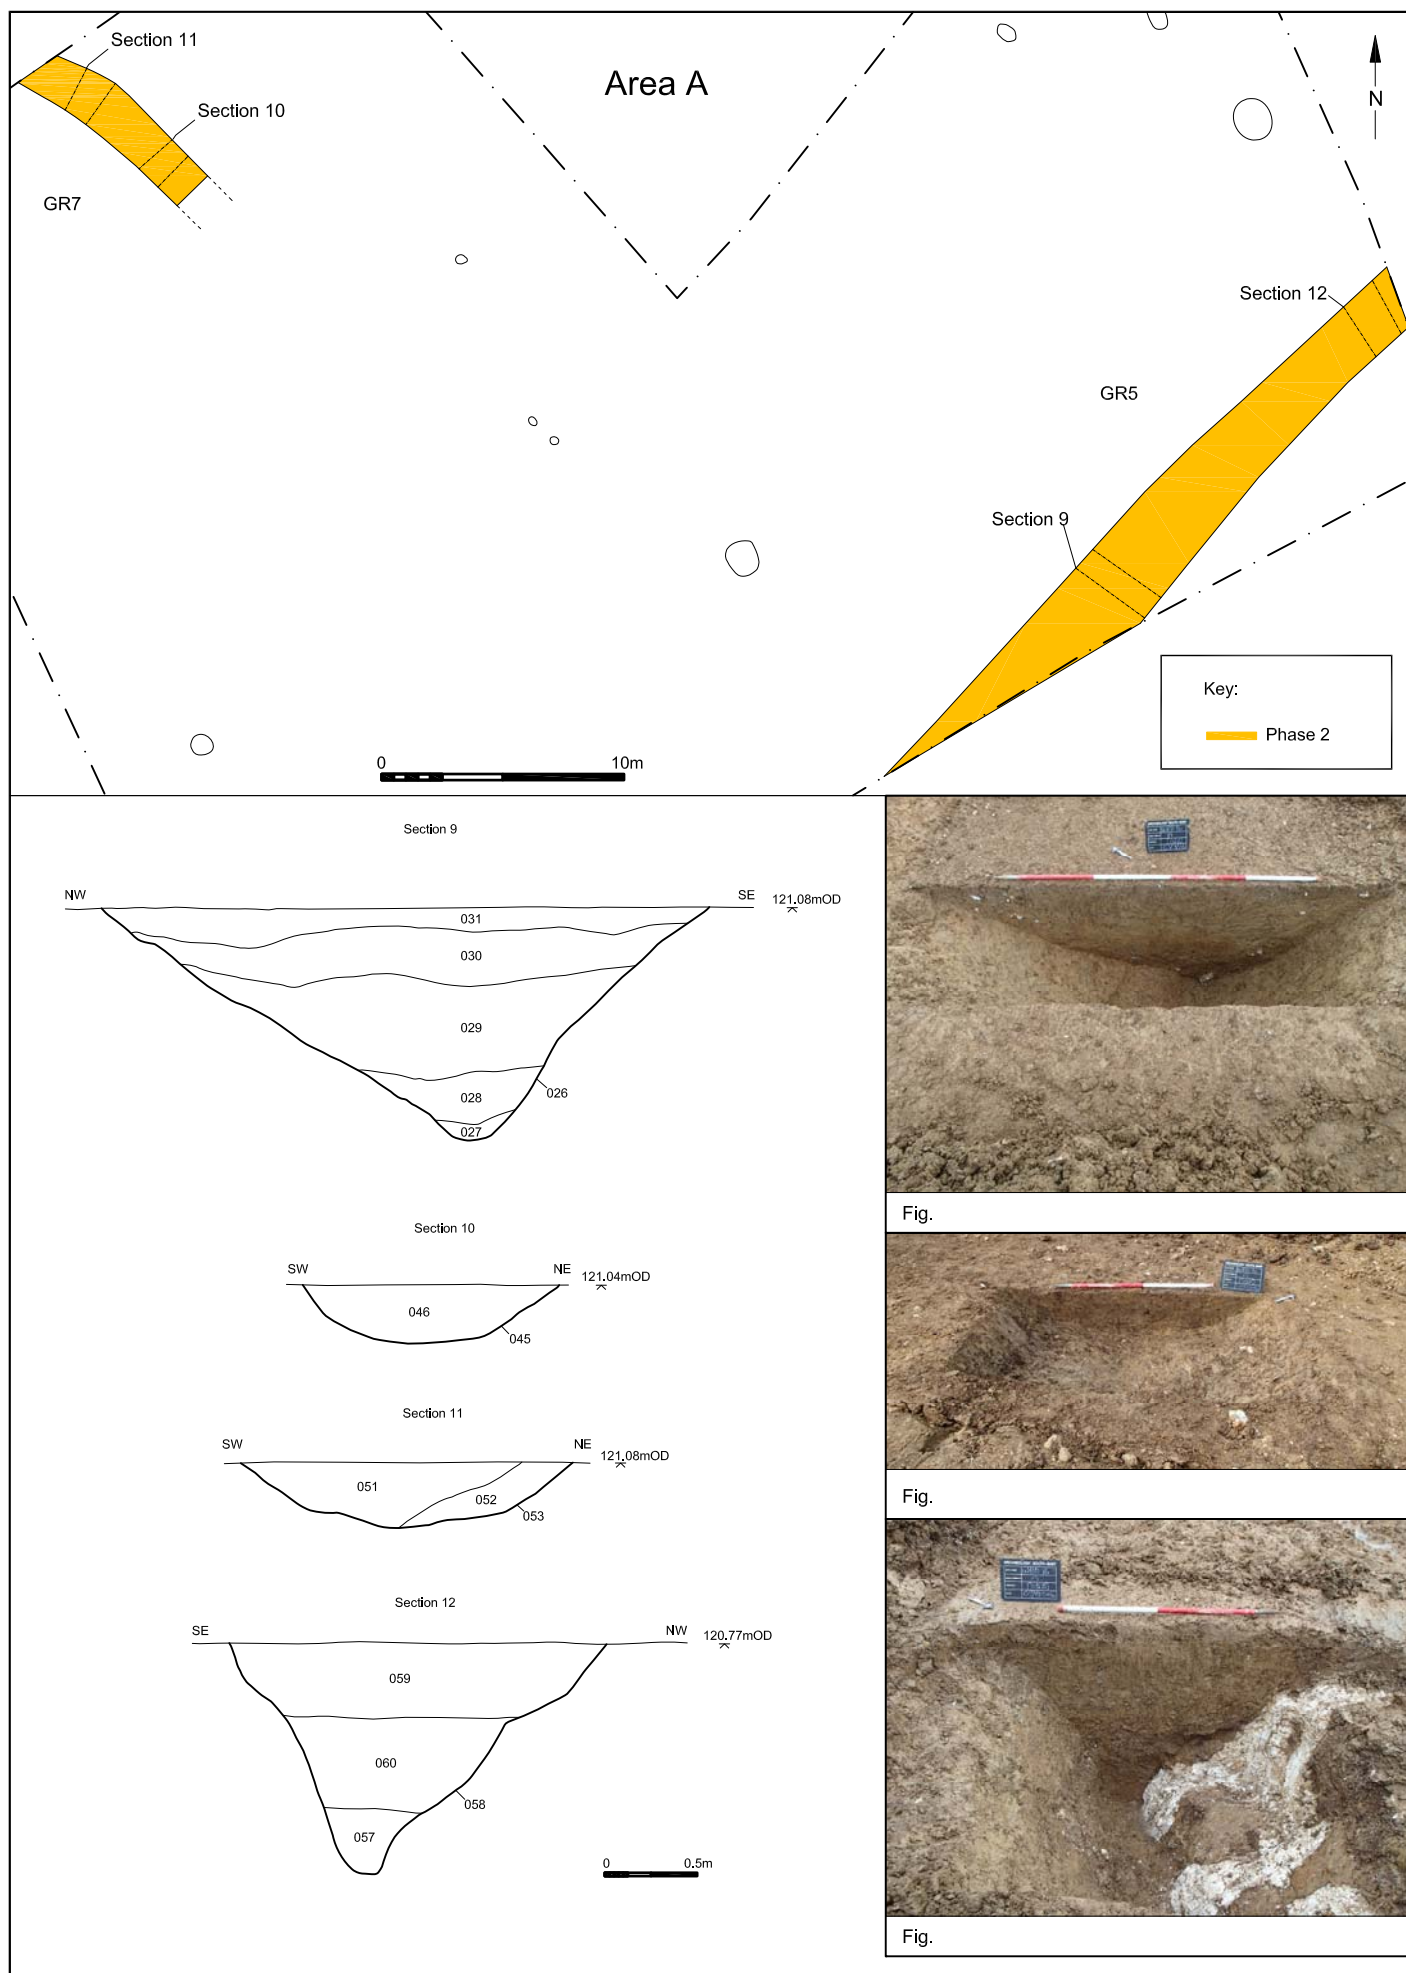 Section 11
Area A
N
Section 10
GR7
Section 12
GR5
Section 9
Key:
Phase 2
0 10m
Section 9
NW SE 121.08mOD
031
030
029
028
026
027
Section 10
SW NE 121.04mOD
046
045
Section 11
SW NE 121.08mOD
051
052
053
Section 12
SE NW 120.77mOD
059
060
058
057
0 0.5m
Fig.
Fig.
Fig.